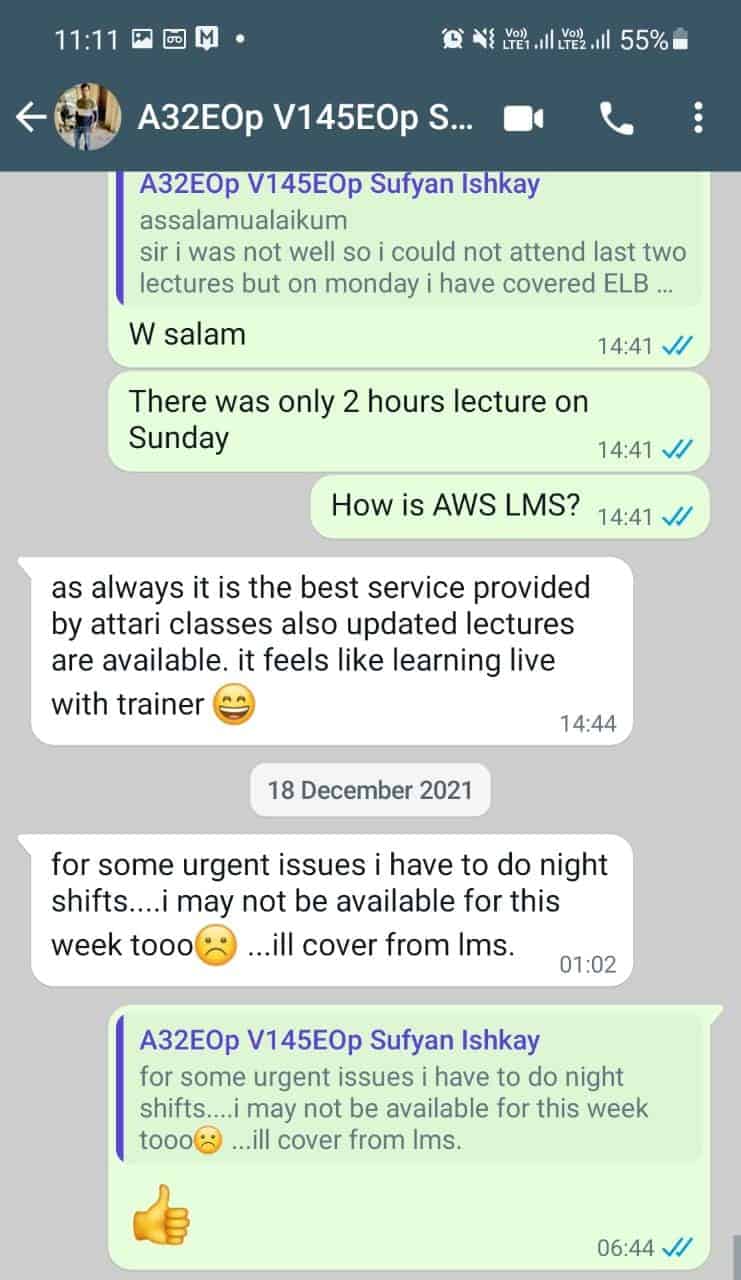 11:11 M • Vo)) LTE1 Vo)) LTE2 55%
A32EOp V145EOp S...
A32EOp V145EOp Sufyan Ishkay
assalamualaikum
sir i was not well so i could not attend last two
lectures but on monday i have covered ELB ...
W salam
14:41
There was only 2 hours lecture on
Sunday
14:41
How is AWS LMS? 14:41
as always it is the best service provided
by attari classes also updated lectures
are available. it feels like learning live
with trainer 😄
14:44
18 December 2021
for some urgent issues i have to do night
shifts....i may not be available for this
week tooo☹️ ...ill cover from lms.
01:02
A32EOp V145EOp Sufyan Ishkay
for some urgent issues i have to do night
shifts....i may not be available for this week
tooo☹️ ...ill cover from lms.
👍
06:44